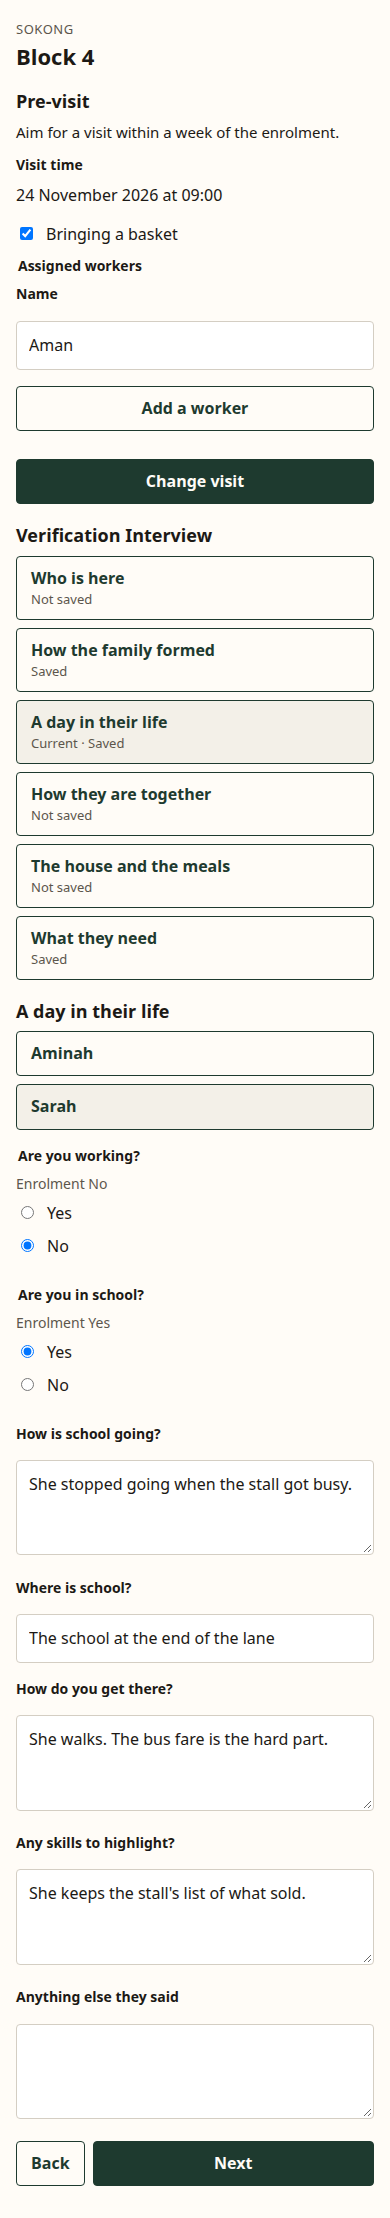 SOKONG
Block 4
Pre-visit
Aim for a visit within a week of the enrolment.
Visit time
24 November 2026 at 09:00
Bringing a basket
Assigned workers
Name
Aman
Add a worker
Change visit
Verification Interview
Who is here
Not saved
How the family formed
Saved
A day in their life
Current · Saved
How they are together
Not saved
The house and the meals
Not saved
What they need
Saved
A day in their life
Aminah
Sarah
Are you working?
Enrolment No
Yes
No
Are you in school?
Enrolment Yes
Yes
No
How is school going?
She stopped going when the stall got busy.
Where is school?
The school at the end of the lane
How do you get there?
She walks. The bus fare is the hard part.
Any skills to highlight?
She keeps the stall's list of what sold.
Anything else they said
Back
Next